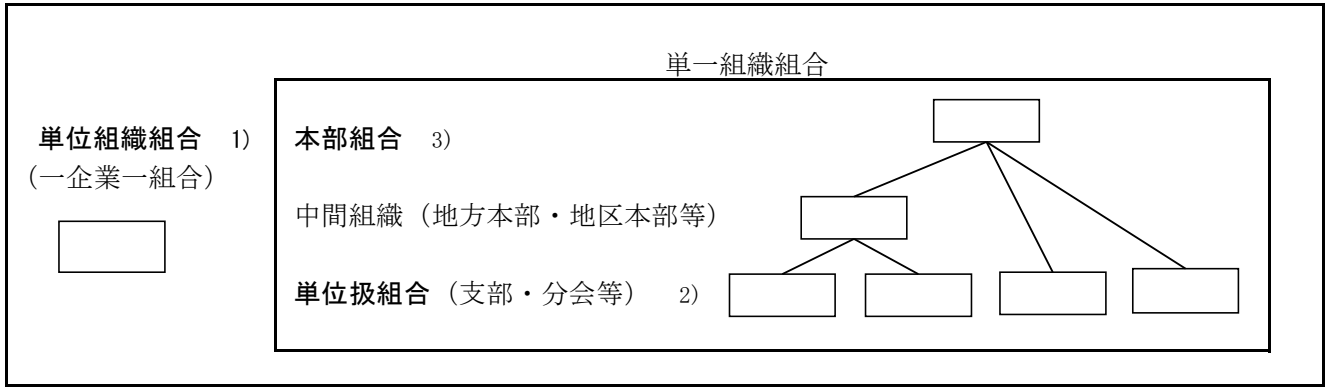 単一組織組合
単位組織組合 1)
（一企業一組合）
本部組合 3)
中間組織（地方本部・地区本部等）
単位扱組合（支部・分会等） 2)